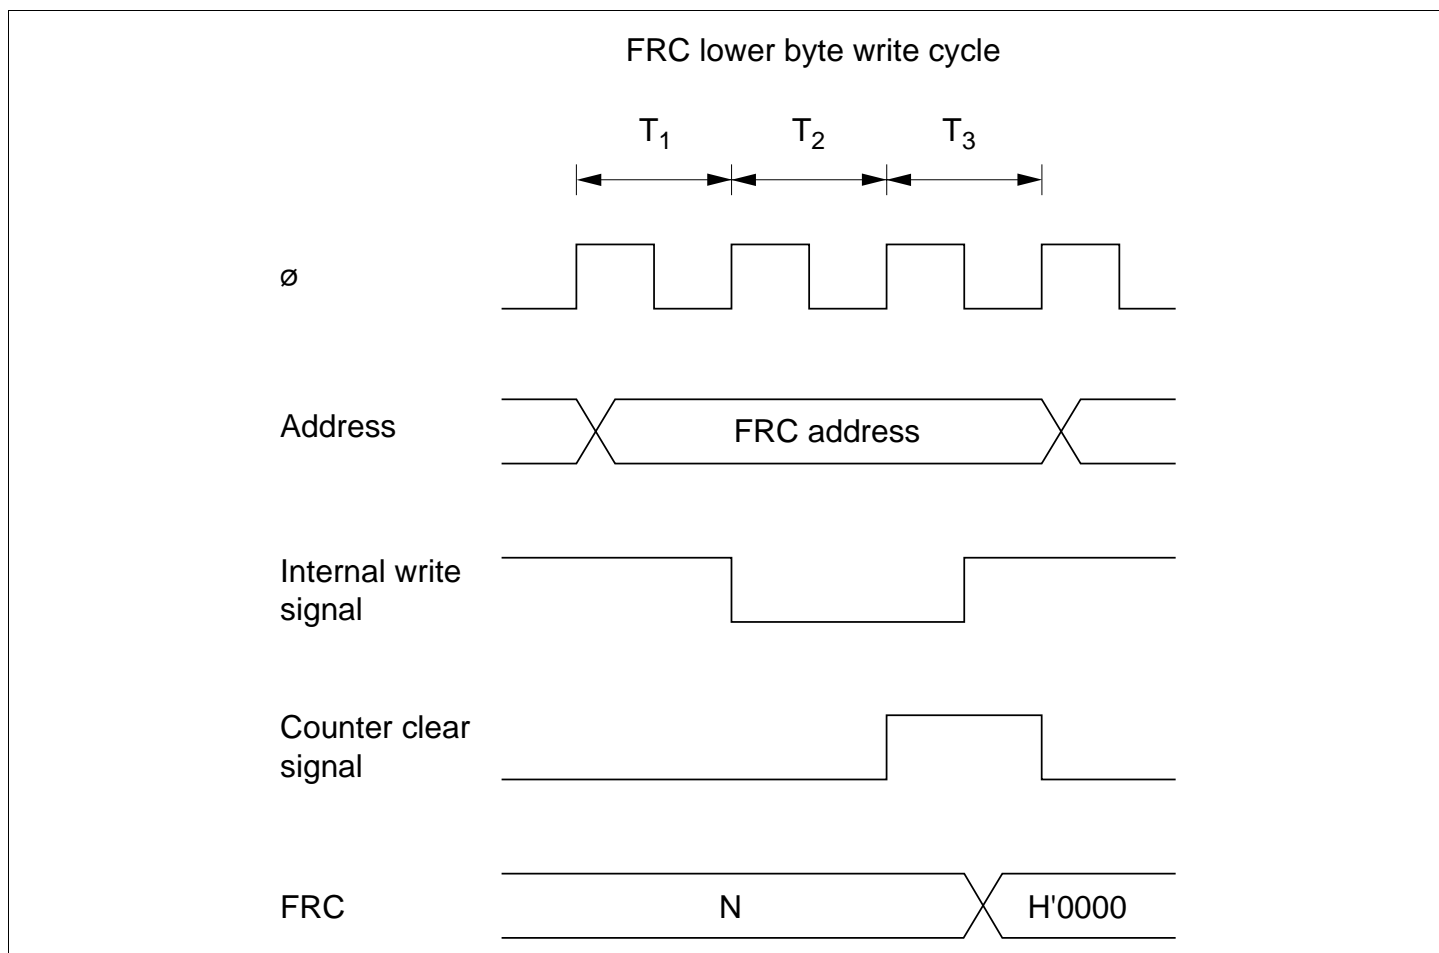 FRC lower byte write cycle
T1 T2 T3
ø
Address
FRC address
Internal write
signal
Counter clear
signal
FRC
N
H'0000